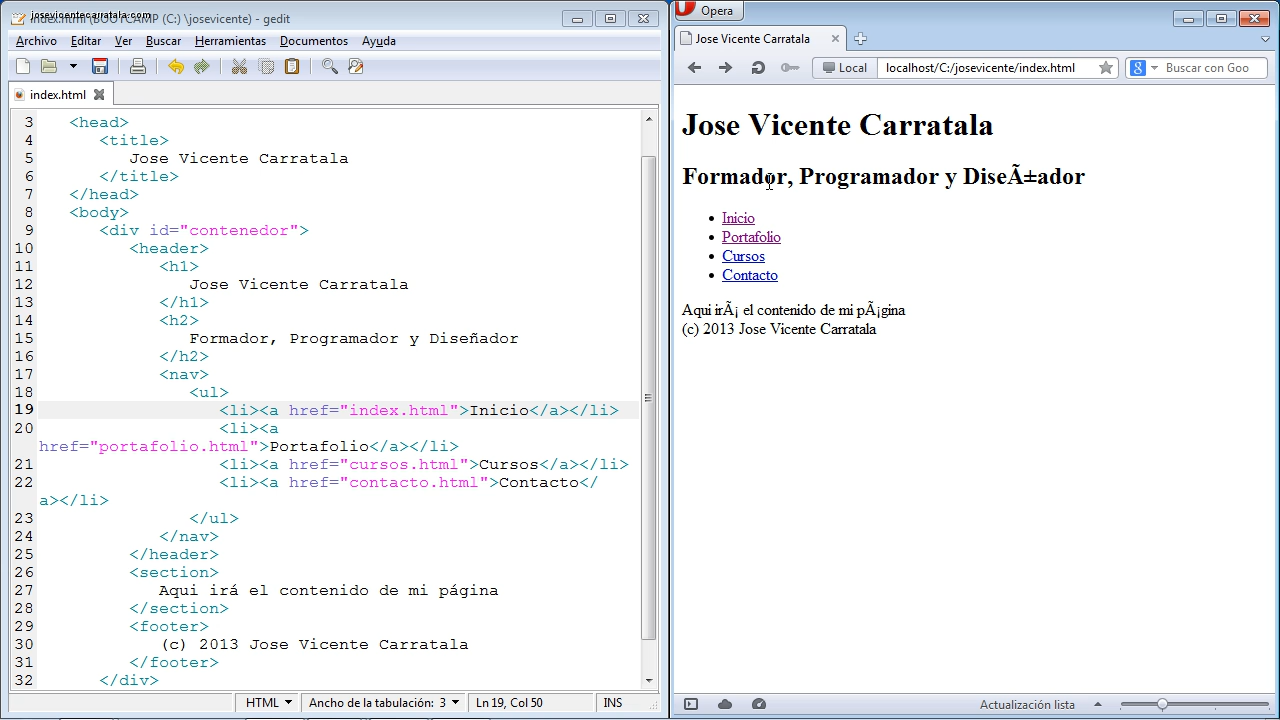 josevicentecarratala.com
(C:) \josevicente) - gedit
Archivo Editar Ver Buscar Herramientas Documentos Ayuda
index.html
3 <head>
4 <title>
5 Jose Vicente Carratala
6 </title>
7 </head>
8 <body>
9 <div id="contenedor">
10 <header>
11 <h1>
12 Jose Vicente Carratala
13 </h1>
14 <h2>
15 Formador, Programador y Diseñador
16 </h2>
17 <nav>
18 <ul>
19 <li><a href="index.html">Inicio</a></li>
20 <li><a
href="portafolio.html">Portafolio</a></li>
21 <li><a href="cursos.html">Cursos</a></li>
22 <li><a href="contacto.html">Contacto</
a></li>
23 </ul>
24 </nav>
25 </header>
26 <section>
27 Aqui irá el contenido de mi página
28 </section>
29 <footer>
30 (c) 2013 Jose Vicente Carratala
31 </footer>
32 </div>
HTML Ancho de la tabulación: 3 Ln 19, Col 50 INS
Opera
Jose Vicente Carratala
Local localhost/C:/josevicente/index.html 8 Buscar con Goo
Jose Vicente Carratala
Formador, Programador y DiseÃ±ador
Inicio
Portafolio
Cursos
Contacto
Aqui irÃ¡ el contenido de mi pÃ¡gina
(c) 2013 Jose Vicente Carratala
Actualización lista